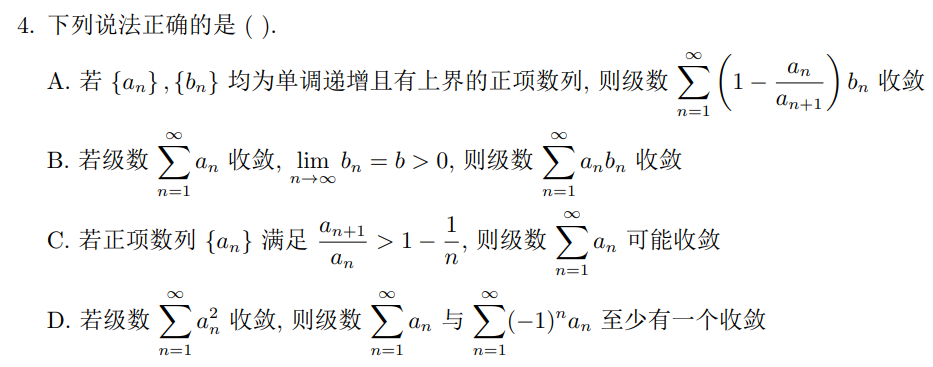 4. 下列说法正确的是 ( ).
A. 若 $\{a_n\}, \{b_n\}$ 均为单调递增且有上界的正项数列, 则级数 $\sum_{n=1}^{\infty} \left(1 - \frac{a_n}{a_{n+1}}\right) b_n$ 收敛
B. 若级数 $\sum_{n=1}^{\infty} a_n$ 收敛, $\lim_{n \to \infty} b_n = b > 0$, 则级数 $\sum_{n=1}^{\infty} a_n b_n$ 收敛
C. 若正项数列 $\{a_n\}$ 满足 $\frac{a_{n+1}}{a_n} > 1 - \frac{1}{n}$, 则级数 $\sum_{n=1}^{\infty} a_n$ 可能收敛
D. 若级数 $\sum_{n=1}^{\infty} a_n^2$ 收敛, 则级数 $\sum_{n=1}^{\infty} a_n$ 与 $\sum_{n=1}^{\infty} (-1)^n a_n$ 至少有一个收敛